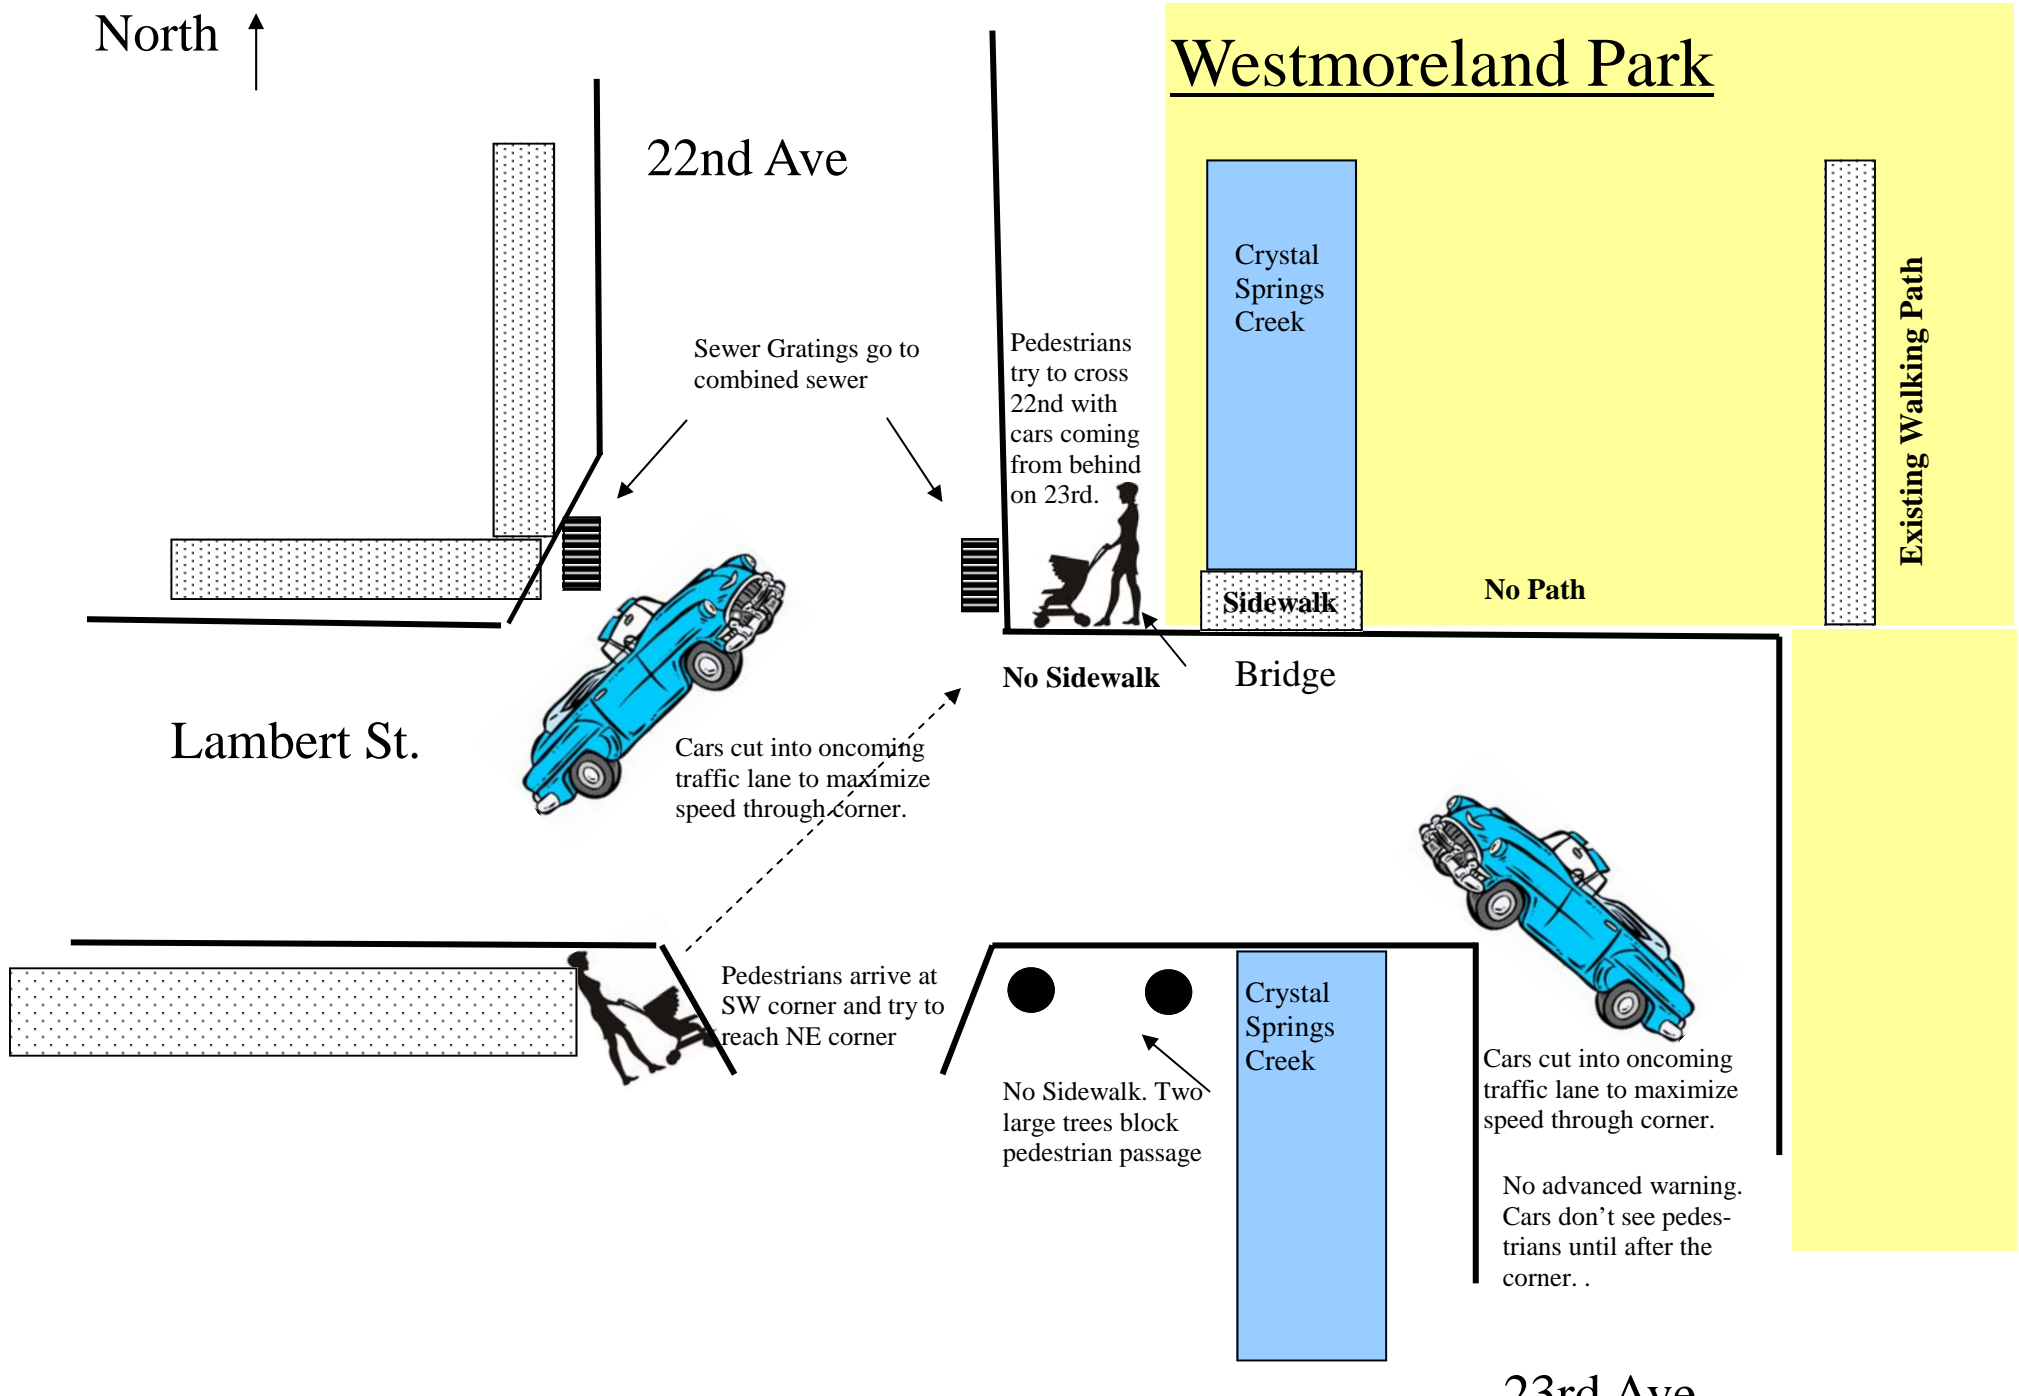 North
Westmoreland Park
22nd Ave
Crystal
Springs
Creek
Existing Walking Path
Sewer Gratings go to
combined sewer
Pedestrians
try to cross
22nd with
cars coming
from behind
on 23rd.
Sidewalk
No Path
No Sidewalk
Bridge
Lambert St.
Cars cut into oncoming
traffic lane to maximize
speed through corner.
Pedestrians arrive at
SW corner and try to
reach NE corner
Crystal
Springs
Creek
No Sidewalk. Two
large trees block
pedestrian passage
Cars cut into oncoming
traffic lane to maximize
speed through corner.
No advanced warning.
Cars don’t see pedes-
trians until after the
corner. .
23rd Ave